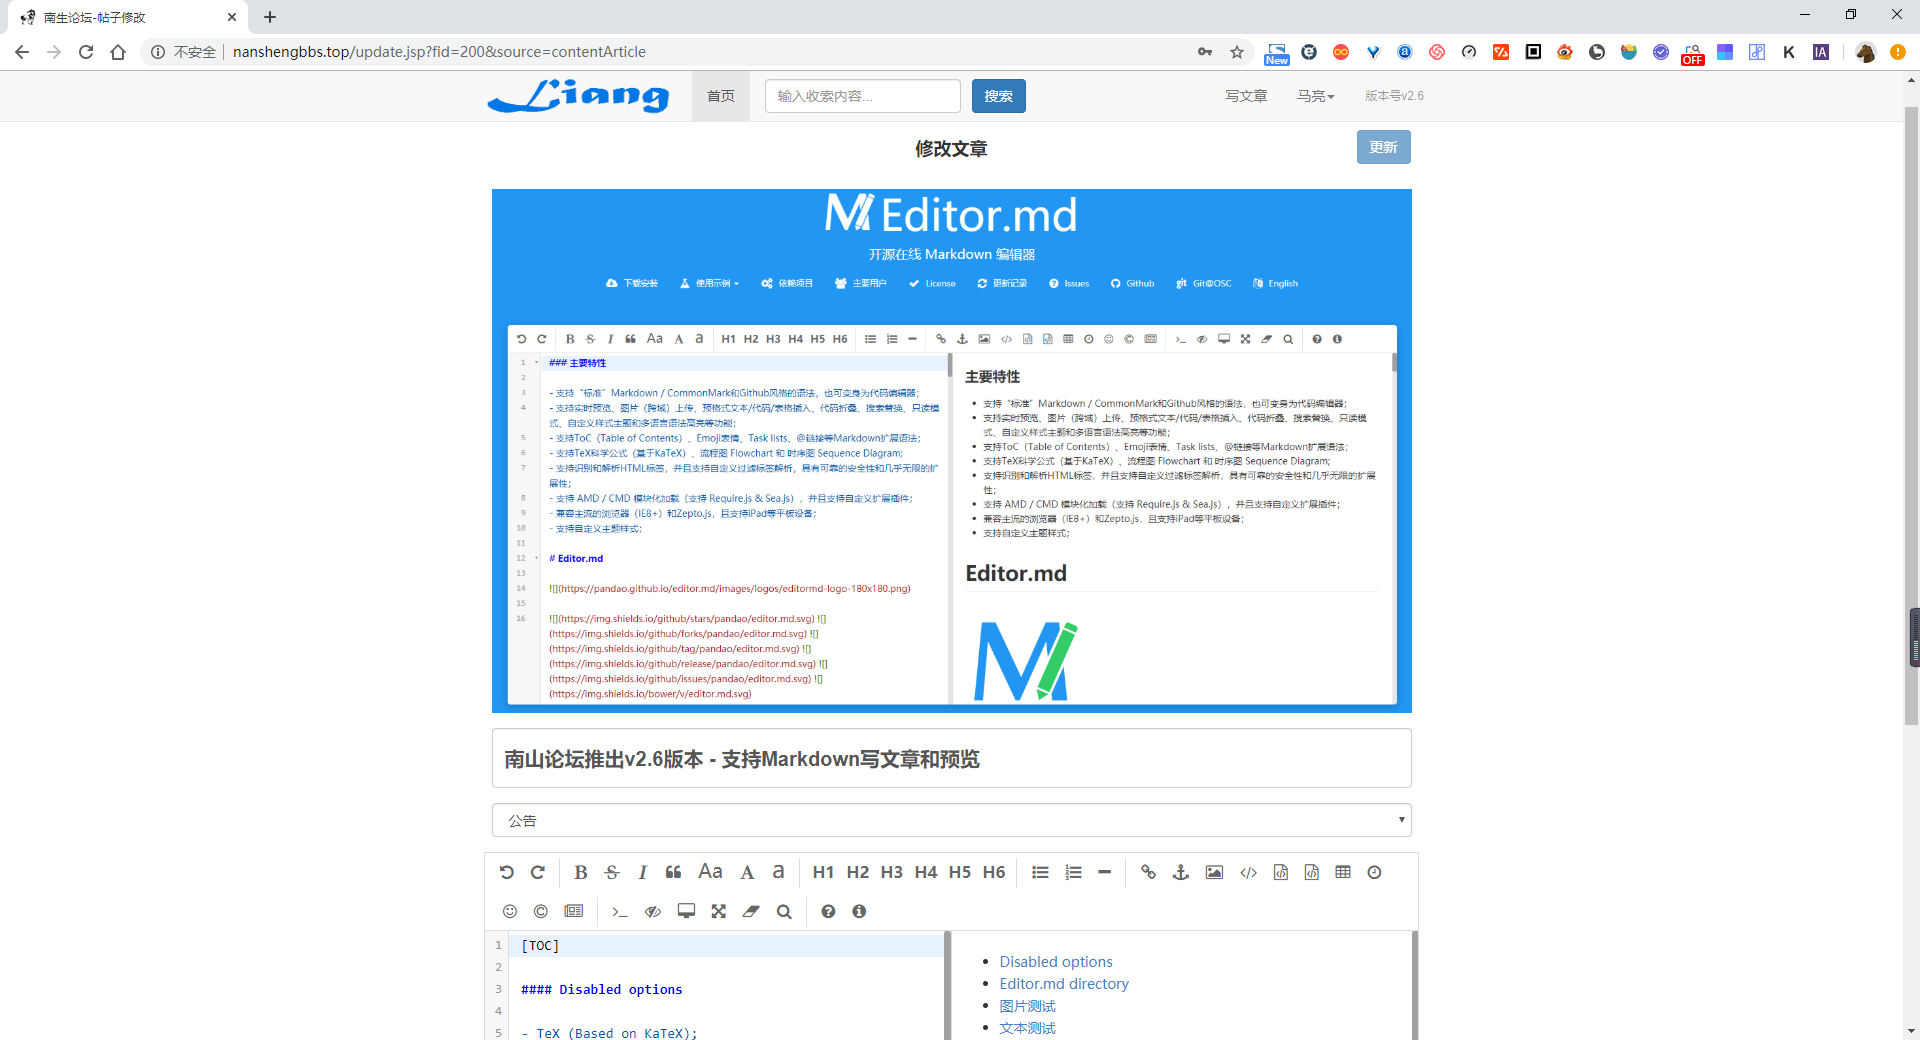 南生论坛-帖子修改
不安全 nanshengbbs.top/update.jsp?fid=200&source=contentArticle
New
OFF
K
IA
Liang 首页 输入收索内容... 搜索 写文章 马亮 版本号v2.6
修改文章 更新
Editor.md
开源在线 Markdown 编辑器
下载安装 使用示例 依赖项目 主要用户 License 更新记录 Issues Github Git@OSC English
B S I Aa A a H1 H2 H3 H4 H5 H6
1 ### 主要特性
2
3 - 支持“标准”Markdown / CommonMark和Github风格的语法，也可变身为代码编辑器；
4 - 支持实时预览、图片（跨域）上传、预格式文本/代码/表格插入、代码折叠、搜索替换、只读模
式、自定义样式主题和多语言语法高亮等功能；
5 - 支持ToC（Table of Contents）、Emoji表情、Task lists、@链接等Markdown扩展语法；
6 - 支持TeX科学公式（基于KaTeX）、流程图 Flowchart 和 时序图 Sequence Diagram;
7 - 支持识别和解析HTML标签，并且支持自定义过滤标签解析，具有可靠的安全性和几乎无限的扩
展性；
8 - 支持 AMD / CMD 模块化加载（支持 Require.js & Sea.js），并且支持自定义扩展插件；
9 - 兼容主流的浏览器（IE8+）和Zepto.js，且支持iPad等平板设备；
10 - 支持自定义主题样式；
11
12 # Editor.md
13
14 ![](https://pandao.github.io/editor.md/images/logos/editormd-logo-180x180.png)
15
16 ![](https://img.shields.io/github/stars/pandao/editor.md.svg) ![]
(https://img.shields.io/github/forks/pandao/editor.md.svg) ![]
(https://img.shields.io/github/tag/pandao/editor.md.svg) ![]
(https://img.shields.io/github/release/pandao/editor.md.svg) ![]
(https://img.shields.io/github/issues/pandao/editor.md.svg) ![]
(https://img.shields.io/bower/v/editor.md.svg)
主要特性
• 支持“标准”Markdown / CommonMark和Github风格的语法，也可变身为代码编辑器；
• 支持实时预览、图片（跨域）上传、预格式文本/代码/表格插入、代码折叠、搜索替换、只读模
式、自定义样式主题和多语言语法高亮等功能；
• 支持ToC（Table of Contents）、Emoji表情、Task lists、@链接等Markdown扩展语法；
• 支持TeX科学公式（基于KaTeX）、流程图 Flowchart 和 时序图 Sequence Diagram;
• 支持识别和解析HTML标签，并且支持自定义过滤标签解析，具有可靠的安全性和几乎无限的扩展
性；
• 支持 AMD / CMD 模块化加载（支持 Require.js & Sea.js），并且支持自定义扩展插件；
• 兼容主流的浏览器（IE8+）和Zepto.js，且支持iPad等平板设备；
• 支持自定义主题样式；
Editor.md
南山论坛推出v2.6版本 - 支持Markdown写文章和预览
公告
B S I Aa A a H1 H2 H3 H4 H5 H6
1 [TOC]
2
3 #### Disabled options
4
5 - TeX (Based on KaTeX);
• Disabled options
• Editor.md directory
• 图片测试
• 文本测试